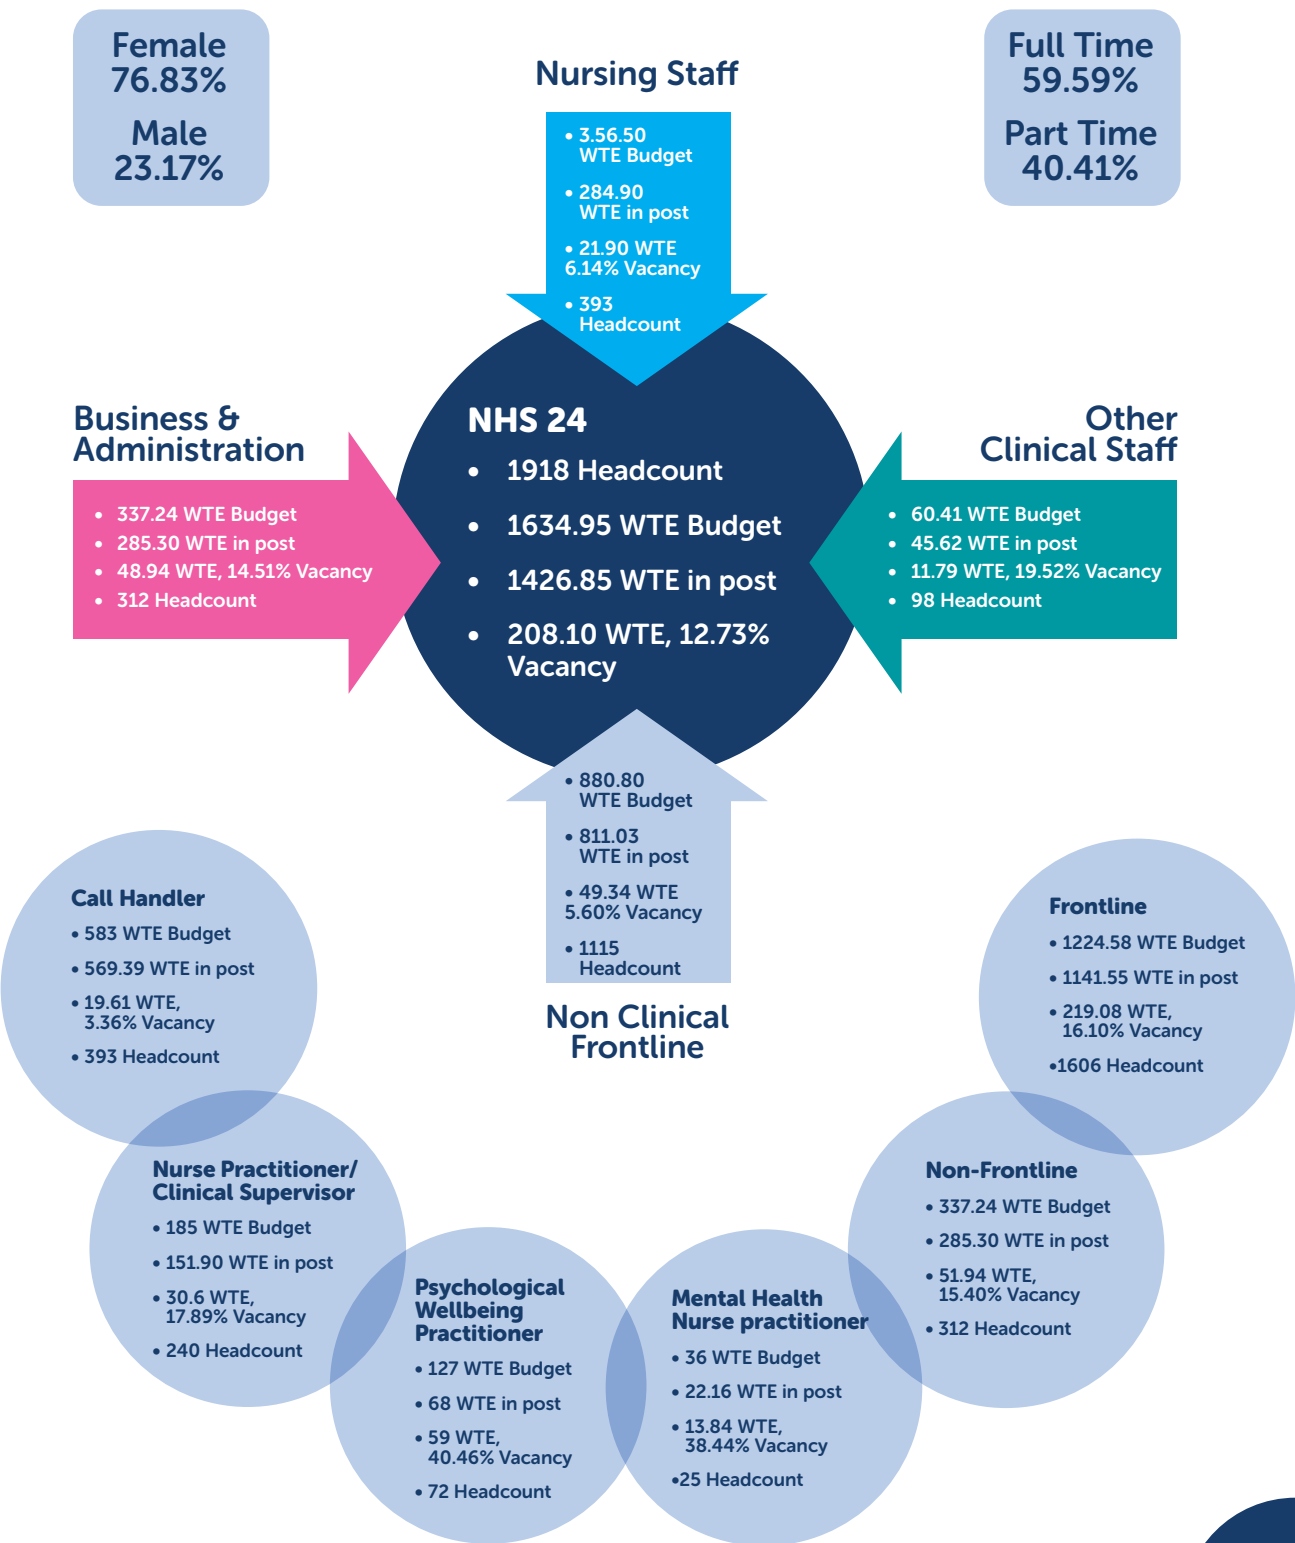 Female
76.83%
Male
23.17%
Full Time
59.59%
Part Time
40.41%
Nursing Staff
• 3.56.50
WTE Budget
• 284.90
WTE in post
• 21.90 WTE
6.14% Vacancy
• 393
Headcount
Business &
Administration
• 337.24 WTE Budget
• 285.30 WTE in post
• 48.94 WTE, 14.51% Vacancy
• 312 Headcount
NHS 24
• 1918 Headcount
• 1634.95 WTE Budget
• 1426.85 WTE in post
• 208.10 WTE, 12.73%
Vacancy
Other
Clinical Staff
• 60.41 WTE Budget
• 45.62 WTE in post
• 11.79 WTE, 19.52% Vacancy
• 98 Headcount
• 880.80
WTE Budget
• 811.03
WTE in post
• 49.34 WTE
5.60% Vacancy
• 1115
Headcount
Non Clinical
Frontline
Call Handler
• 583 WTE Budget
• 569.39 WTE in post
• 19.61 WTE,
3.36% Vacancy
• 393 Headcount
Nurse Practitioner/
Clinical Supervisor
• 185 WTE Budget
• 151.90 WTE in post
• 30.6 WTE,
17.89% Vacancy
• 240 Headcount
Psychological
Wellbeing
Practitioner
• 127 WTE Budget
• 68 WTE in post
• 59 WTE,
40.46% Vacancy
• 72 Headcount
Mental Health
Nurse practitioner
• 36 WTE Budget
• 22.16 WTE in post
• 13.84 WTE,
38.44% Vacancy
•25 Headcount
Non-Frontline
• 337.24 WTE Budget
• 285.30 WTE in post
• 51.94 WTE,
15.40% Vacancy
• 312 Headcount
Frontline
• 1224.58 WTE Budget
• 1141.55 WTE in post
• 219.08 WTE,
16.10% Vacancy
•1606 Headcount